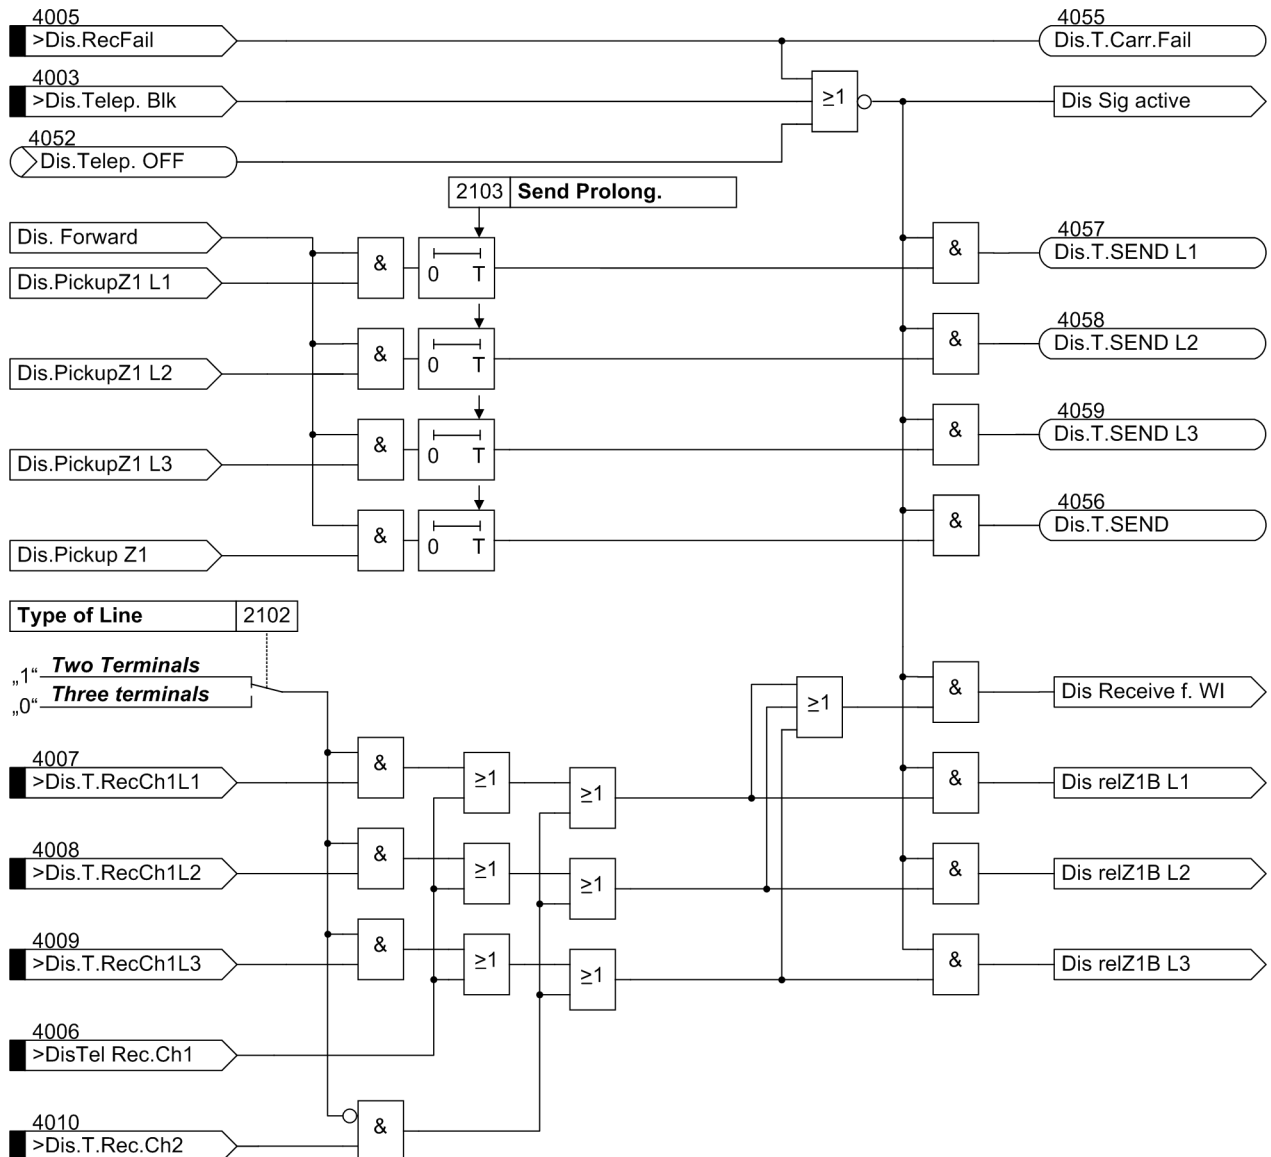 4005
>Dis.RecFail
4055
Dis.T.Carr.Fail
4003
>Dis.Telep. Blk
≥1
Dis Sig active
4052
Dis.Telep. OFF
2103 Send Prolong.
Dis. Forward
Dis.PickupZ1 L1
&
0 T
&
4057
Dis.T.SEND L1
Dis.PickupZ1 L2
&
0 T
&
4058
Dis.T.SEND L2
Dis.PickupZ1 L3
&
0 T
&
4059
Dis.T.SEND L3
Dis.Pickup Z1
&
0 T
&
4056
Dis.T.SEND
Type of Line 2102
„1“ Two Terminals
„0“ Three terminals
≥1
&
Dis Receive f. WI
4007
>Dis.T.RecCh1L1
&
≥1
≥1
&
Dis relZ1B L1
4008
>Dis.T.RecCh1L2
&
≥1
≥1
&
Dis relZ1B L2
4009
>Dis.T.RecCh1L3
&
≥1
≥1
&
Dis relZ1B L3
4006
>DisTel Rec.Ch1
4010
>Dis.T.Rec.Ch2
&